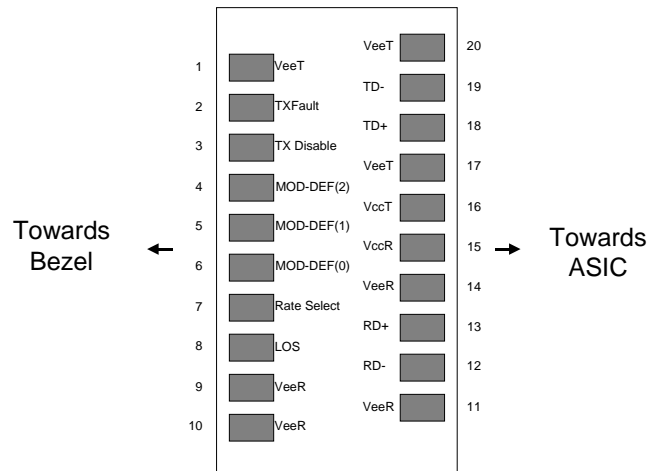 VeeT 20
1 VeeT
TD- 19
2 TXFault
TD+ 18
3 TX Disable
VeeT 17
4 MOD-DEF(2)
VccT 16
5 MOD-DEF(1)
Towards
Bezel
VccR 15
Towards
ASIC
6 MOD-DEF(0)
VeeR 14
7 Rate Select
RD+ 13
8 LOS
RD- 12
9 VeeR
VeeR 11
10 VeeR